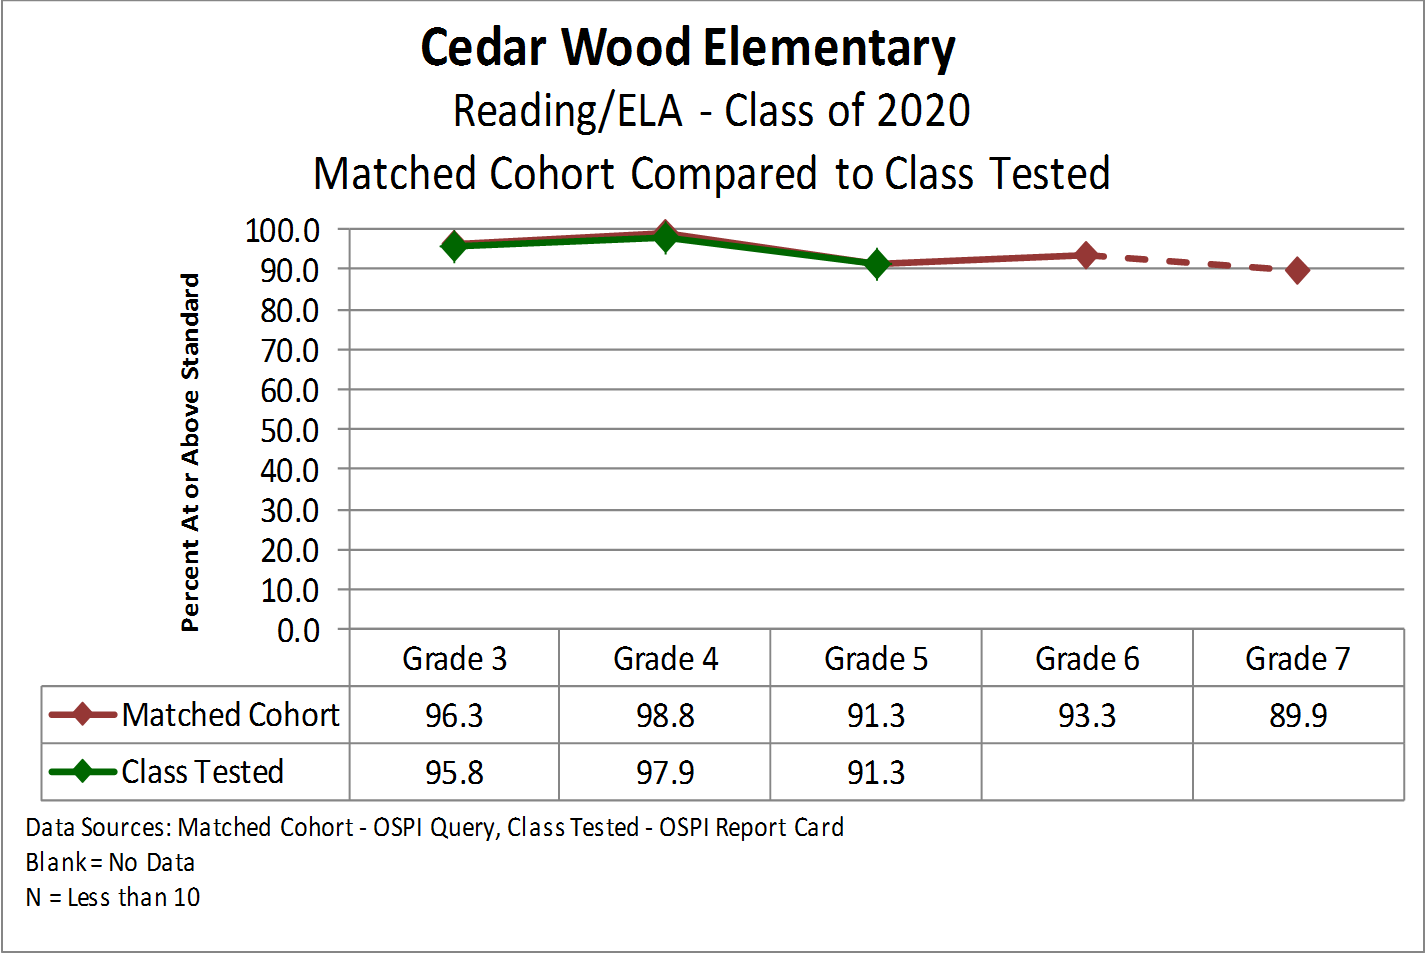 Cedar Wood Elementary
Reading/ELA - Class of 2020
Matched Cohort Compared to Class Tested
Percent At or Above Standard
100.0
90.0
80.0
70.0
60.0
50.0
40.0
30.0
20.0
10.0
0.0
Grade 3 Grade 4 Grade 5 Grade 6 Grade 7
Matched Cohort 96.3 98.8 91.3 93.3 89.9
Class Tested 95.8 97.9 91.3
Data Sources: Matched Cohort - OSPI Query, Class Tested - OSPI Report Card
Blank = No Data
N = Less than 10